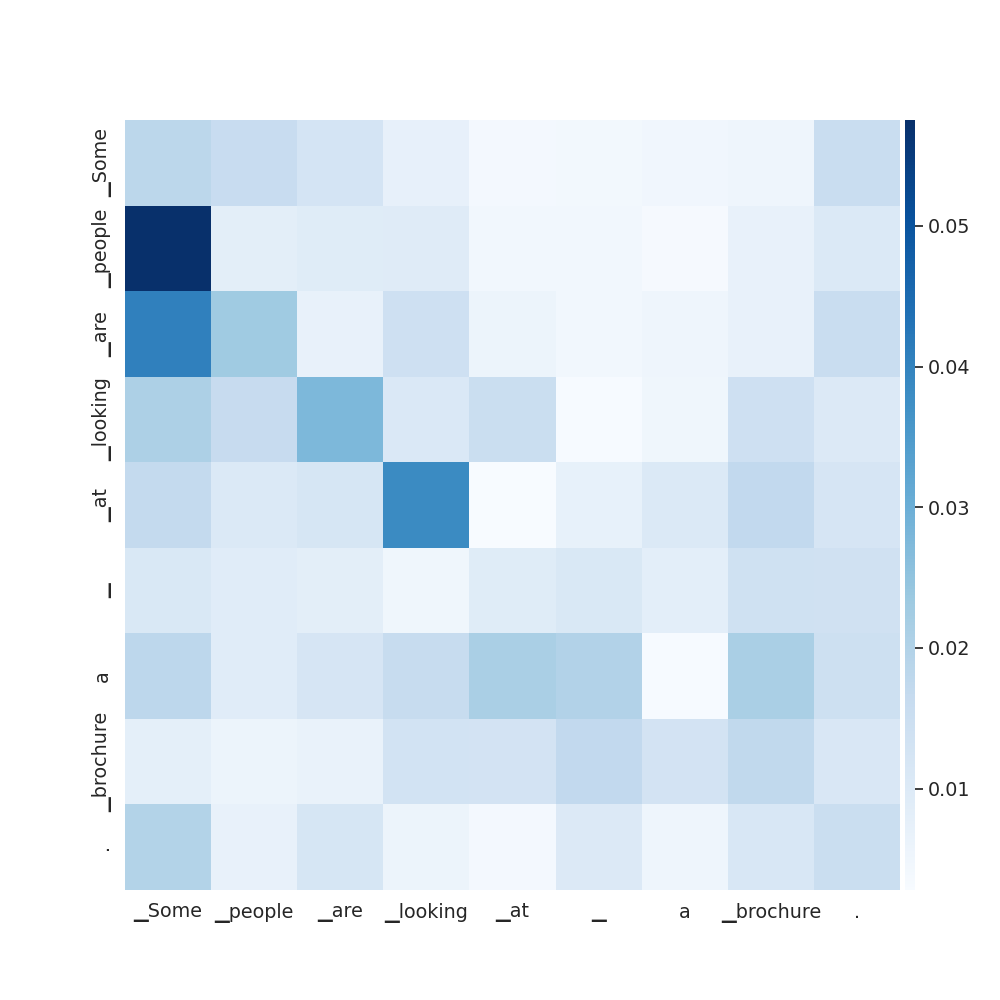 ▁Some
▁people
▁are
▁looking
▁at
▁
a
▁brochure
.
0.05
0.04
0.03
0.02
0.01
▁Some ▁people ▁are ▁looking ▁at ▁ a ▁brochure .